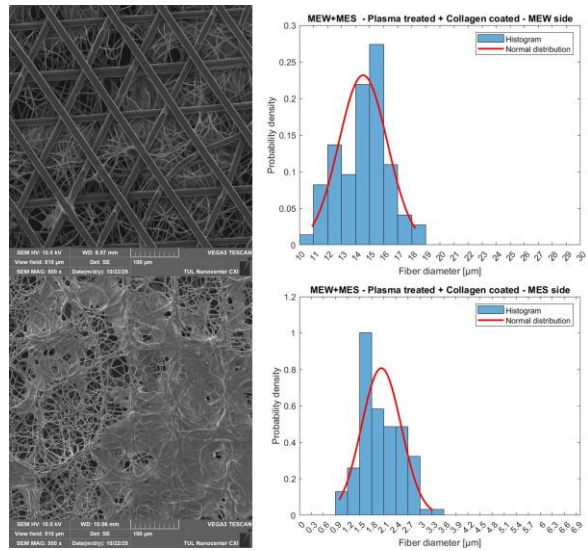 SEM HV: 10.0 kV WD: 9.57 mm VEGA3 TESCAN
View field: 510 µm Det: SE 100 µm
SEM MAG: 500 x Date(m/d/y): 10/22/25 TUL Nanocenter CXI
MEW+MES - Plasma treated + Collagen coated - MEW side
Histogram
Normal distribution
Probability density
0.3
0.25
0.2
0.15
0.1
0.05
0
10 11 12 13 14 15 16 17 18 19 20 21 22 23 24 25 26 27 28 29 30
Fiber diameter [µm]
SEM HV: 10.0 kV WD: 10.06 mm VEGA3 TESCAN
View field: 510 µm Det: SE 100 µm
SEM MAG: 500 x Date(m/d/y): 10/22/25 TUL Nanocenter CXI
MEW+MES - Plasma treated + Collagen coated - MES side
Histogram
Normal distribution
Probability density
1.2
1
0.8
0.6
0.4
0.2
0
0 0.3 0.6 0.9 1.2 1.5 1.8 2.1 2.4 2.7 3 3.3 3.6 3.9 4.2 4.5 4.8 5.1 5.4 5.7 6 6.3 6.6 6.9
Fiber diameter [µm]